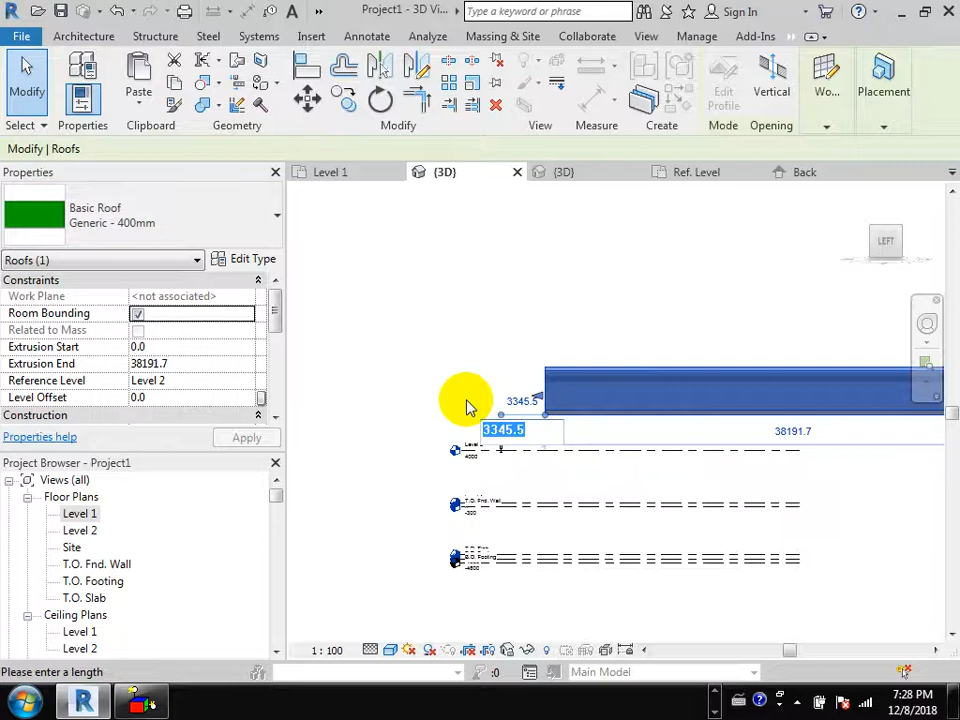 Project1 - 3D Vi...
Type a keyword or phrase
Sign In
File
Architecture
Structure
Steel
Systems
Insert
Annotate
Analyze
Massing & Site
Collaborate
View
Manage
Add-Ins
Modify
Paste
Edit
Profile
Vertical
Wo...
Placement
Select
Properties
Clipboard
Geometry
Modify
View
Measure
Create
Mode
Opening
Modify | Roofs
Properties
Level 1
(3D)
{3D}
Ref. Level
Back
Basic Roof
Generic - 400mm
Roofs (1)
Edit Type
Constraints
Work Plane
<not associated>
Room Bounding
Related to Mass
Extrusion Start
0.0
Extrusion End
38191.7
Reference Level
Level 2
Level Offset
0.0
Construction
Properties help
Apply
Project Browser - Project1
Views (all)
Floor Plans
Level 1
Level 2
Site
T.O. Fnd. Wall
T.O. Footing
T.O. Slab
Ceiling Plans
Level 1
Level 2
LEFT
3345.5
3345.5
38191.7
4000
T.O. Fnd. Wall
-300
B.O. Footing
1 : 100
Please enter a length
:0
Main Model
7:28 PM
12/8/2018